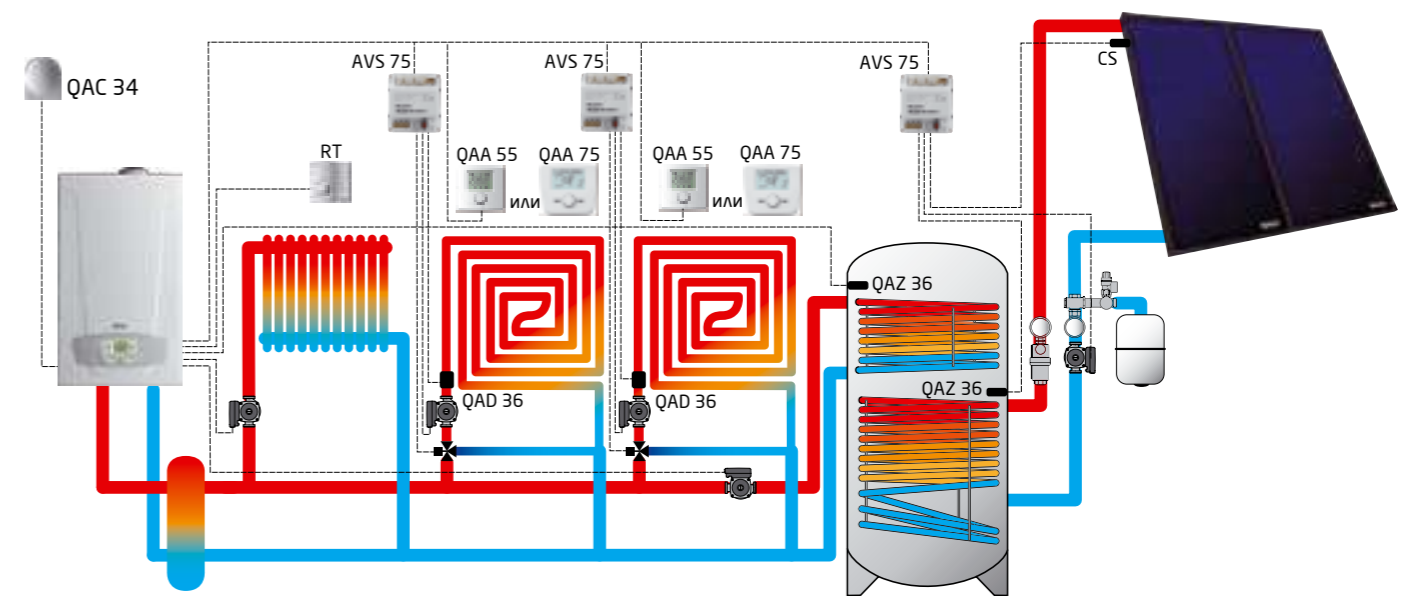 QAC 34
AVS 75
AVS 75
AVS 75
CS
RT
QAA 55
QAA 75
QAA 55
QAA 75
или
или
QAZ 36
QAZ 36
QAD 36
QAD 36